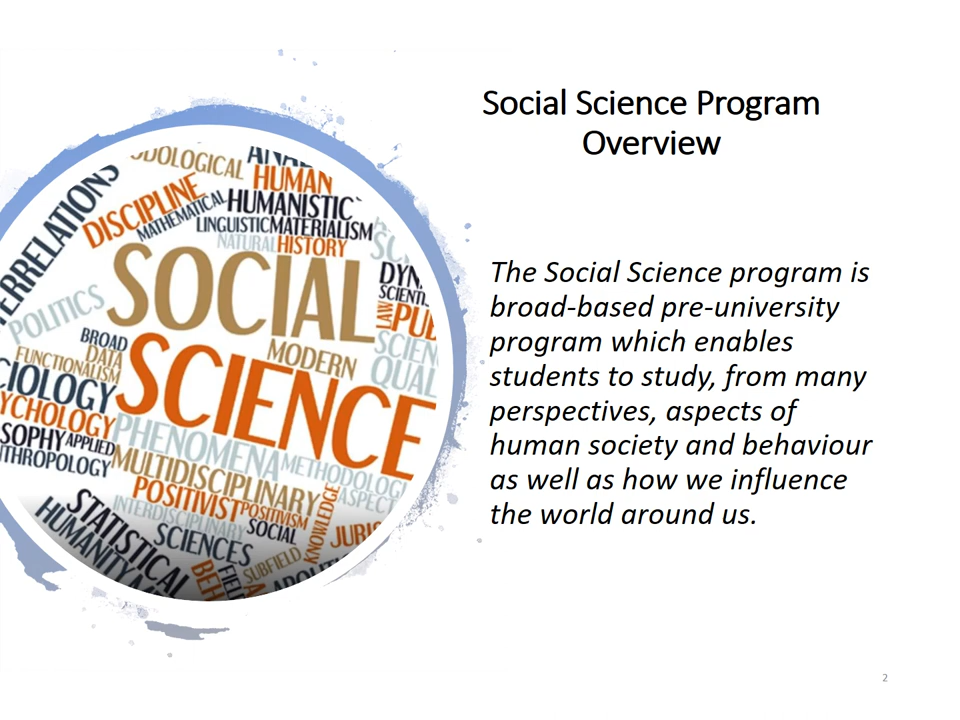 Social Science Program
Overview
The Social Science program is
broad-based pre-university
program which enables
students to study, from many
perspectives, aspects of
human society and behaviour
as well as how we influence
the world around us.
HUMAN
DISCIPLINE
MATHEMATICAL
HUMANISTIC
LINGUISTIC MATERIALISM
NATURAL HISTORY
SOCIAL
POLITICS
BROAD
DATA
FUNCTIONALISM
MODERN
SCIENCE
APPLIED
PHENOMENA
MULTIDISCIPLINARY
POSITIVIST POSITIVISM
INTERDISCIPLINARY
SOCIAL
KNOWLEDGE
SCIENCES
STATISTICAL
HUMANITY
SUBFIELD
LAW
2